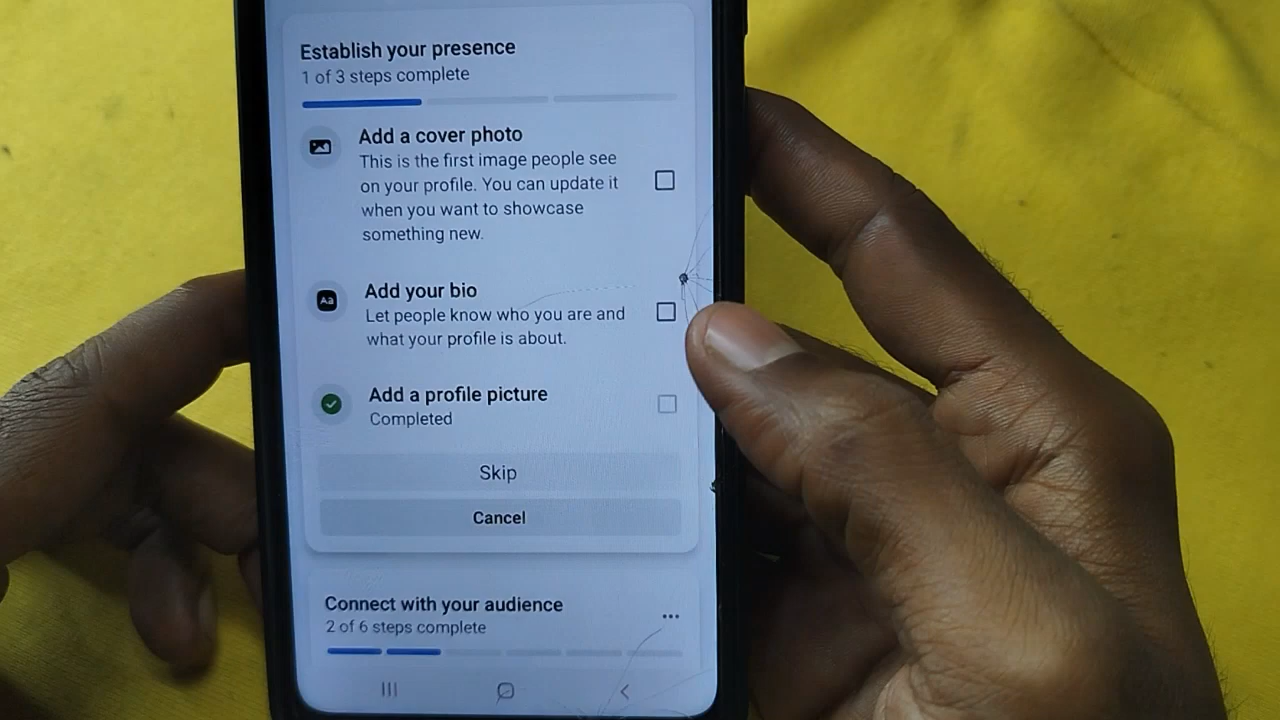 Establish your presence
1 of 3 steps complete
Add a cover photo
This is the first image people see
on your profile. You can update it
when you want to showcase
something new.
Aa
Add your bio
Let people know who you are and
what your profile is about.
Add a profile picture
Completed
Skip
Cancel
Connect with your audience
2 of 6 steps complete